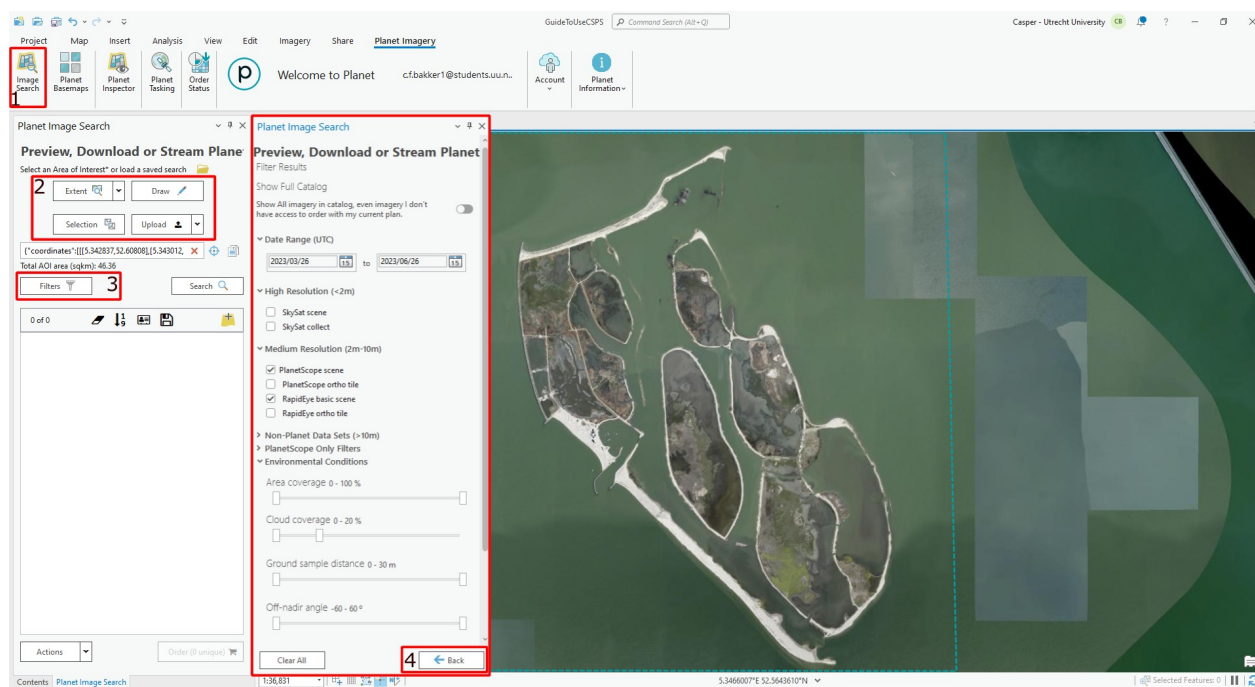 GuideToUseCSPS
Command Search (Alt+Q)
Casper - Utrecht University
CB
?
Project Map Insert Analysis View Edit Imagery Share Planet Imagery
Image Search
Planet Basemaps
Planet Inspector
Planet Tasking
Order Status
p
Welcome to Planet
c.f.bakker1@students.uu.n..
Account
Planet Information
1
Planet Image Search
Preview, Download or Stream Plane
Select an Area of Interest* or load a saved search
2
Extent
Draw
Selection
Upload
{"coordinates":[[[5.342837,52.60808],[5.343012,
Total AOI area (sqkm): 46.36
Filters
3
Search
0 of 0
Actions
Order (0 unique)
Contents
Planet Image Search
Planet Image Search
Preview, Download or Stream Planet
Filter Results
Show Full Catalog
Show All imagery in catalog, even imagery I don't
have access to order with my current plan.
Date Range (UTC)
2023/03/26 15 to 2023/06/26 15
High Resolution (<2m)
SkySat scene
SkySat collect
Medium Resolution (2m-10m)
PlanetScope scene
PlanetScope ortho tile
RapidEye basic scene
RapidEye ortho tile
Non-Planet Data Sets (>10m)
PlanetScope Only Filters
Environmental Conditions
Area coverage 0 - 100 %
Cloud coverage 0 - 20 %
Ground sample distance 0 - 30 m
Off-nadir angle -60 - 60 º
Clear All
4
Back
1:36,831
5.3466007°E 52.5643610°N
Selected Features: 0